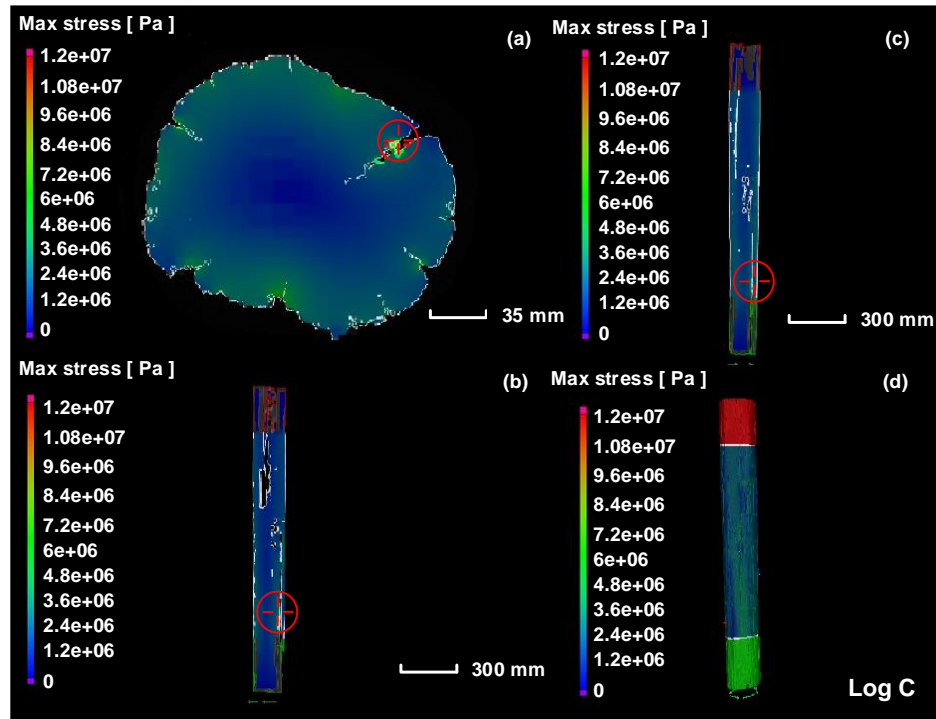 Max stress [ Pa ]
(a)
1.2e+07
1.08e+07
9.6e+06
8.4e+06
7.2e+06
6e+06
4.8e+06
3.6e+06
2.4e+06
1.2e+06
0
35 mm
Max stress [ Pa ]
(c)
1.2e+07
1.08e+07
9.6e+06
8.4e+06
7.2e+06
6e+06
4.8e+06
3.6e+06
2.4e+06
1.2e+06
0
300 mm
Max stress [ Pa ]
(b)
1.2e+07
1.08e+07
9.6e+06
8.4e+06
7.2e+06
6e+06
4.8e+06
3.6e+06
2.4e+06
1.2e+06
0
300 mm
Max stress [ Pa ]
(d)
1.2e+07
1.08e+07
9.6e+06
8.4e+06
7.2e+06
6e+06
4.8e+06
3.6e+06
2.4e+06
1.2e+06
0
Log C